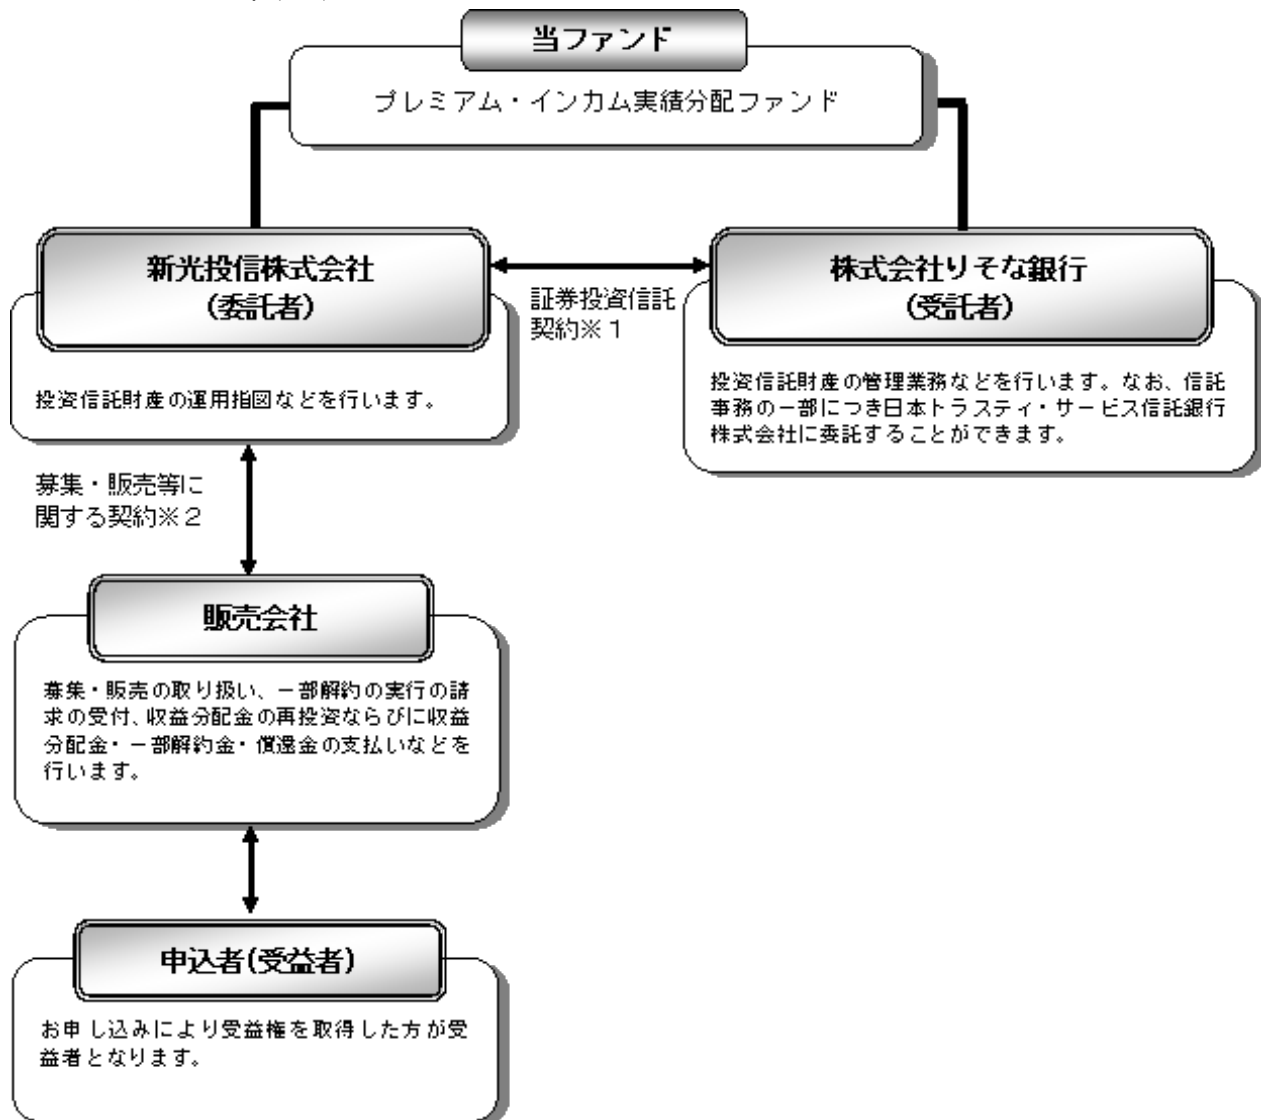 当ファンド
プレミアム・インカム実績分配ファンド
新光投信株式会社
(委託者)
投資信託財産の運用指図などを行います。
証券投資信託
契約※１
株式会社りそな銀行
(受託者)
投資信託財産の管理業務などを行います。なお、信託
事務の一部につき日本トラスティ・サービス信託銀行
株式会社に委託することができます。
募集・販売等に
関する契約※２
販売会社
募集・販売の取り扱い、一部解約の実行の請
求の受付、収益分配金の再投資ならびに収益
分配金・一部解約金・償還金の支払いなどを
行います。
申込者(受益者)
お申し込みにより受益権を取得した方が受
益者となります。